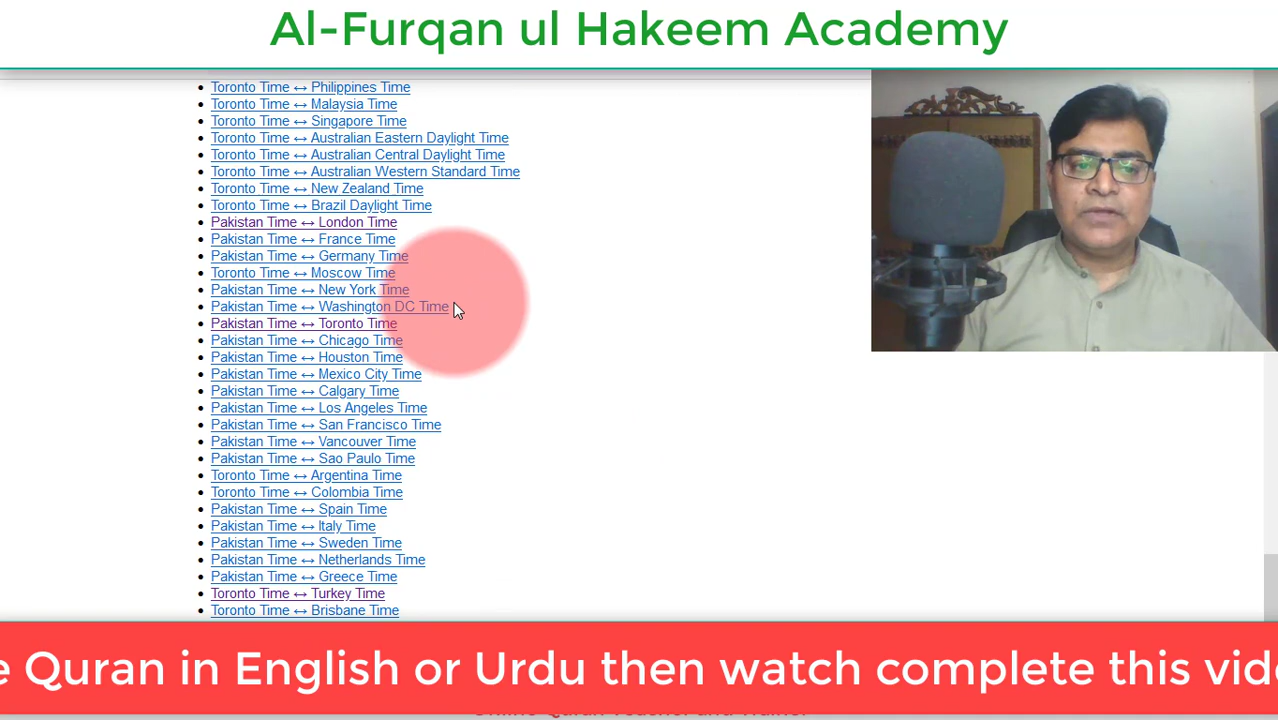 Al-Furqan ul Hakeem Academy
Toronto Time ↔ Philippines Time
Toronto Time ↔ Malaysia Time
Toronto Time ↔ Singapore Time
Toronto Time ↔ Australian Eastern Daylight Time
Toronto Time ↔ Australian Central Daylight Time
Toronto Time ↔ Australian Western Standard Time
Toronto Time ↔ New Zealand Time
Toronto Time ↔ Brazil Daylight Time
Pakistan Time ↔ London Time
Pakistan Time ↔ France Time
Pakistan Time ↔ Germany Time
Toronto Time ↔ Moscow Time
Pakistan Time ↔ New York Time
Pakistan Time ↔ Washington DC Time
Pakistan Time ↔ Toronto Time
Pakistan Time ↔ Chicago Time
Pakistan Time ↔ Houston Time
Pakistan Time ↔ Mexico City Time
Pakistan Time ↔ Calgary Time
Pakistan Time ↔ Los Angeles Time
Pakistan Time ↔ San Francisco Time
Pakistan Time ↔ Vancouver Time
Pakistan Time ↔ Sao Paulo Time
Toronto Time ↔ Argentina Time
Toronto Time ↔ Colombia Time
Pakistan Time ↔ Spain Time
Pakistan Time ↔ Italy Time
Pakistan Time ↔ Sweden Time
Pakistan Time ↔ Netherlands Time
Pakistan Time ↔ Greece Time
Toronto Time ↔ Turkey Time
Toronto Time ↔ Brisbane Time
e Quran in English or Urdu then watch complete this vid